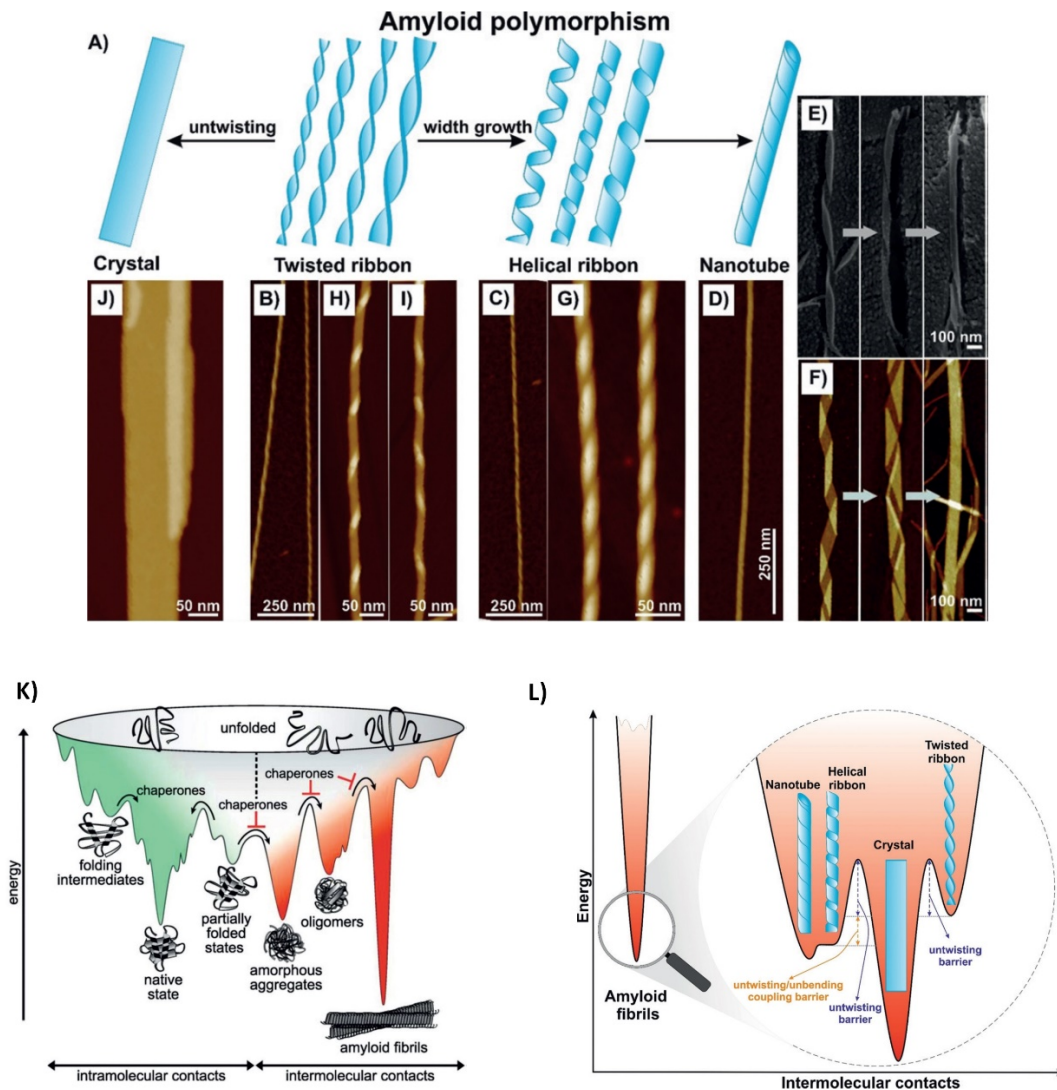 Amyloid polymorphism
A)
untwisting
width growth
Crystal
Twisted ribbon
Helical ribbon
Nanotube
J)
B)
H)
I)
C)
G)
D)
50 nm
250 nm
50 nm
50 nm
250 nm
50 nm
250 nm
E)
100 nm
F)
100 nm
K)
energy
unfolded
chaperones
chaperones
chaperones
folding
intermediates
native
state
partially
folded
states
amorphous
aggregates
oligomers
amyloid fibrils
intramolecular contacts
intermolecular contacts
L)
Energy
Amyloid
fibrils
Nanotube
Helical
ribbon
Crystal
Twisted
ribbon
untwisting/unbending
coupling barrier
untwisting
barrier
untwisting
barrier
Intermolecular contacts